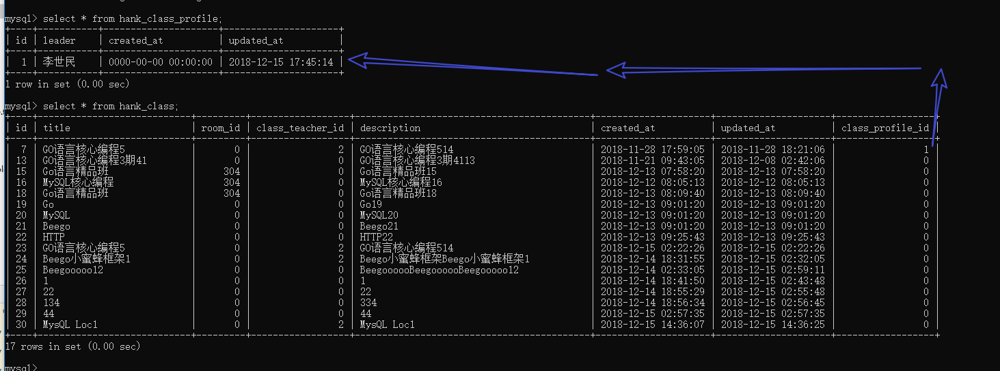 mysql> select * from hank_class_profile;
| id | leader | created_at | updated_at |
| 1 | 李世民 | 0000-00-00 00:00:00 | 2018-12-15 17:45:14 |
1 row in set (0.00 sec)
mysql> select * from hank_class;
| id | title | room_id | class_teacher_id | description | created_at | updated_at | class_profile_id |
| 7 | GO语言核心编程5 | 0 | 2 | GO语言核心编程514 | 2018-11-28 17:59:05 | 2018-11-28 18:21:06 | 1 |
| 13 | GO语言核心编程3期41 | 0 | 0 | GO语言核心编程3期4113 | 2018-11-21 09:43:05 | 2018-12-08 02:42:06 | 0 |
| 15 | Go语言精品班 | 304 | 0 | Go语言精品班15 | 2018-12-13 07:58:20 | 2018-12-13 07:58:20 | 0 |
| 16 | MySQL核心编程 | 304 | 0 | MySQL核心编程16 | 2018-12-12 08:05:13 | 2018-12-12 08:05:13 | 0 |
| 18 | Go语言精品班 | 304 | 0 | Go语言精品班18 | 2018-12-13 08:09:40 | 2018-12-13 08:09:40 | 0 |
| 19 | Go | 0 | 0 | Go19 | 2018-12-13 09:01:20 | 2018-12-13 09:01:20 | 0 |
| 20 | MySQL | 0 | 0 | MySQL20 | 2018-12-13 09:01:20 | 2018-12-13 09:01:20 | 0 |
| 21 | Beego | 0 | 0 | Beego21 | 2018-12-13 09:01:20 | 2018-12-13 09:01:20 | 0 |
| 22 | HTTP | 0 | 0 | HTTP22 | 2018-12-13 09:25:43 | 2018-12-13 09:25:43 | 0 |
| 23 | GO语言核心编程5 | 0 | 2 | GO语言核心编程514 | 2018-12-15 02:22:26 | 2018-12-15 02:22:26 | 0 |
| 24 | Beego小蜜蜂框架1 | 0 | 2 | Beego小蜜蜂框架Beego小蜜蜂框架1 | 2018-12-14 18:31:55 | 2018-12-15 02:32:05 | 0 |
| 25 | Beegooooo12 | 0 | 0 | BeegoooooBeegoooooBeegooooo12 | 2018-12-14 02:33:05 | 2018-12-15 02:59:11 | 0 |
| 26 | 1 | 0 | 0 | 1 | 2018-12-14 18:41:50 | 2018-12-15 02:43:48 | 0 |
| 27 | 22 | 0 | 0 | 22 | 2018-12-14 18:55:29 | 2018-12-15 02:55:48 | 0 |
| 28 | 134 | 0 | 0 | 334 | 2018-12-14 18:56:34 | 2018-12-15 02:56:45 | 0 |
| 29 | 44 | 0 | 0 | 44 | 2018-12-15 02:57:35 | 2018-12-15 02:57:35 | 0 |
| 30 | MysQL Locl | 0 | 2 | MysQL Locl | 2018-12-15 14:36:07 | 2018-12-15 14:36:25 | 0 |
17 rows in set (0.00 sec)
mysql>